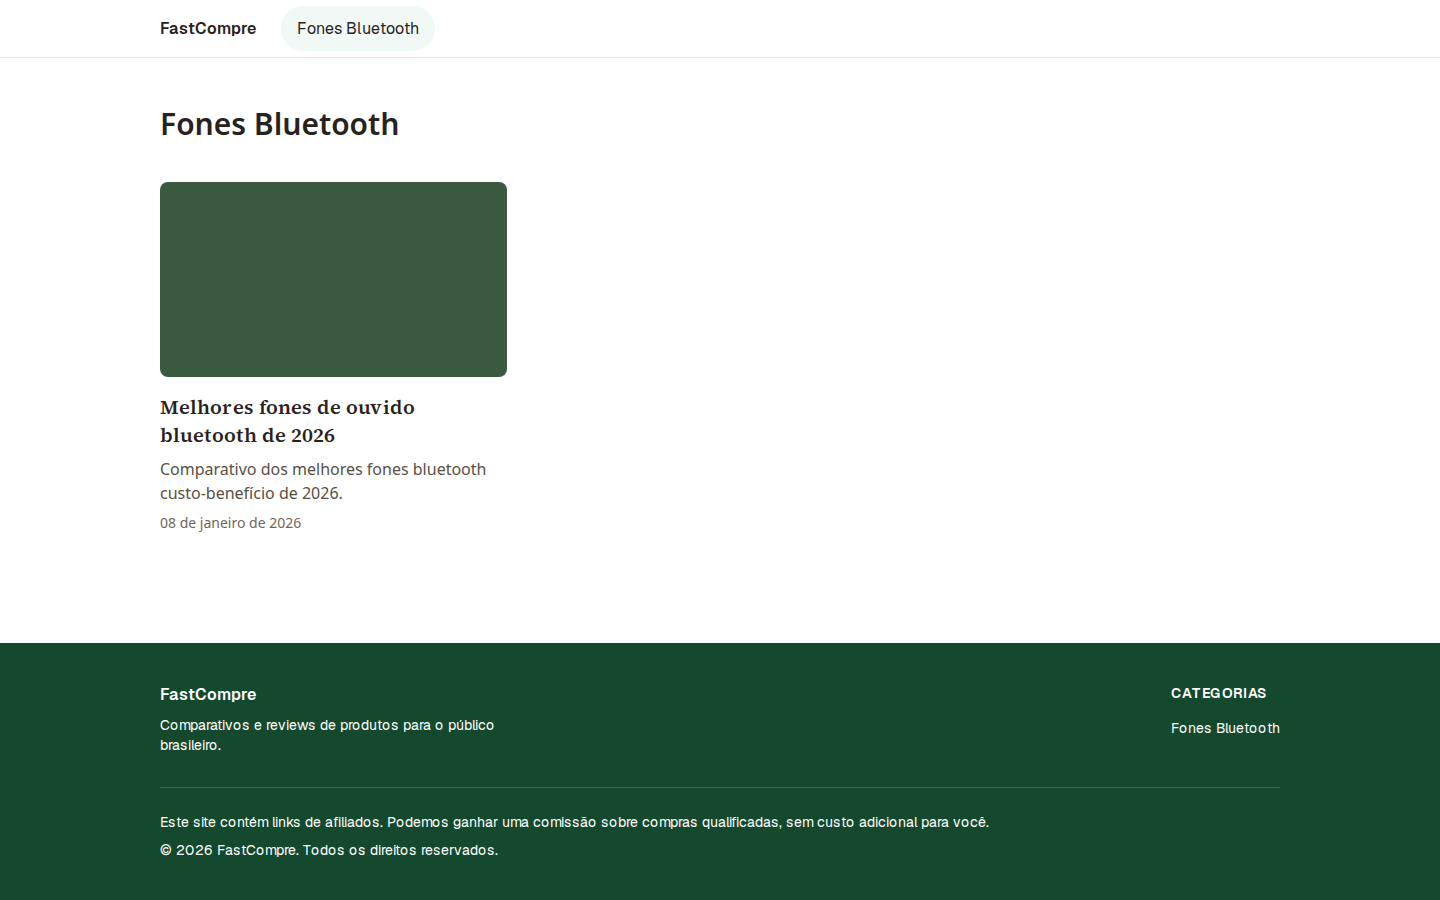 FastCompre
Fones Bluetooth
Fones Bluetooth
Melhores fones de ouvido
bluetooth de 2026
Comparativo dos melhores fones bluetooth
custo-benefício de 2026.
08 de janeiro de 2026
FastCompre
Comparativos e reviews de produtos para o público
brasileiro.
CATEGORIAS
Fones Bluetooth
Este site contém links de afiliados. Podemos ganhar uma comissão sobre compras qualificadas, sem custo adicional para você.
© 2026 FastCompre. Todos os direitos reservados.